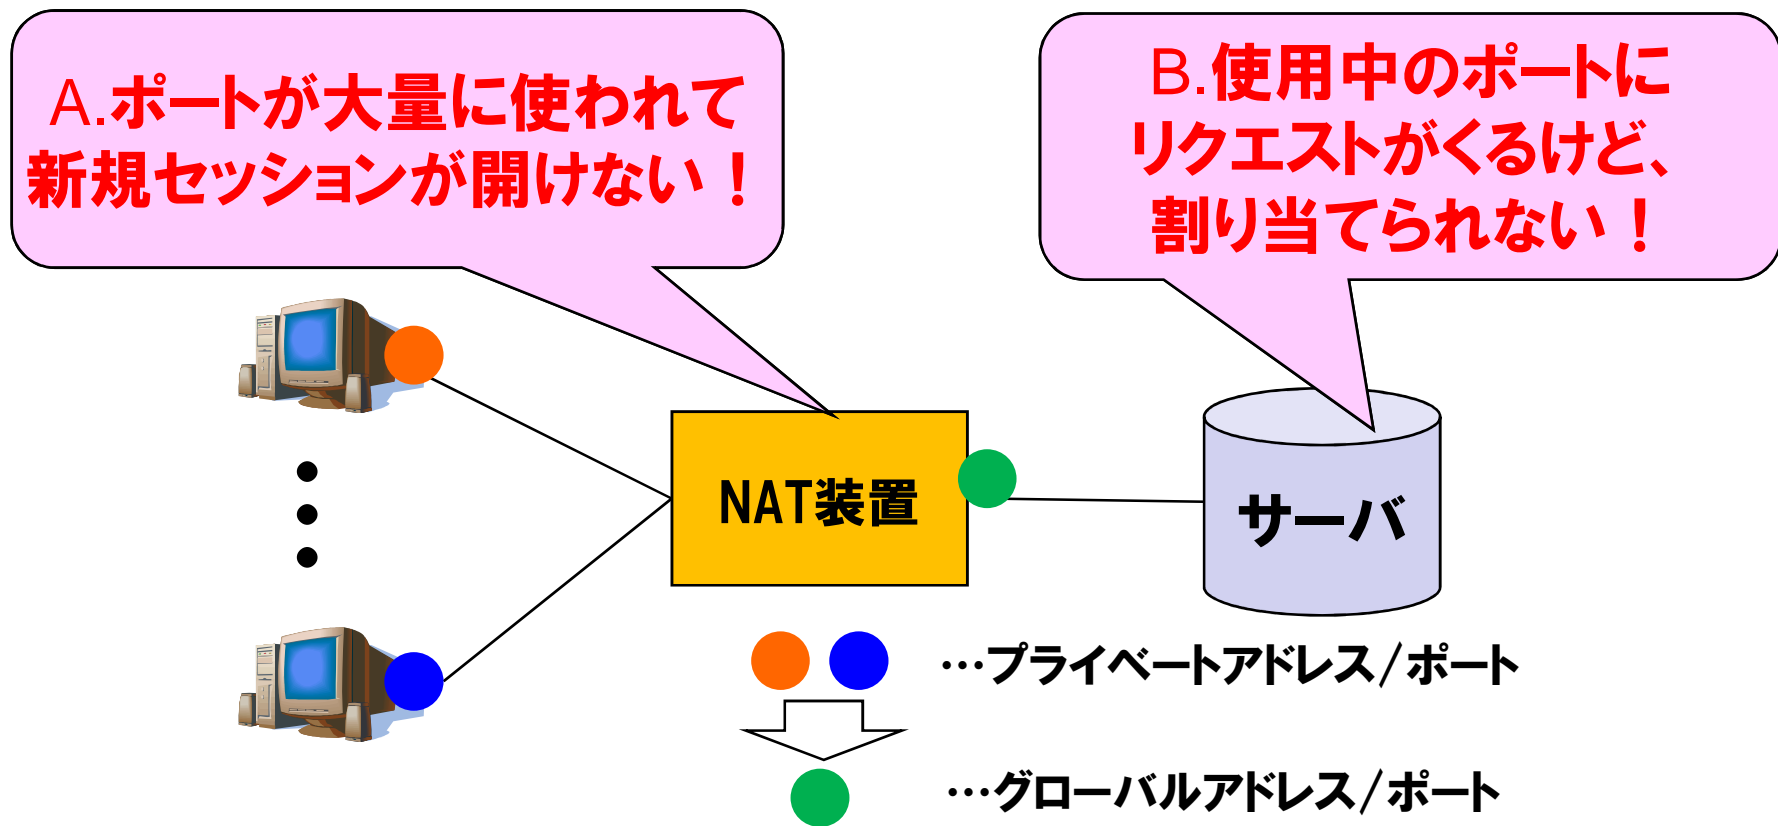 A.ポートが大量に使われて
新規セッションが開けない！
B.使用中のポートに
リクエストがくるけど、
割り当てられない！
NAT装置
サーバ
…プライベートアドレス/ポート
…グローバルアドレス/ポート